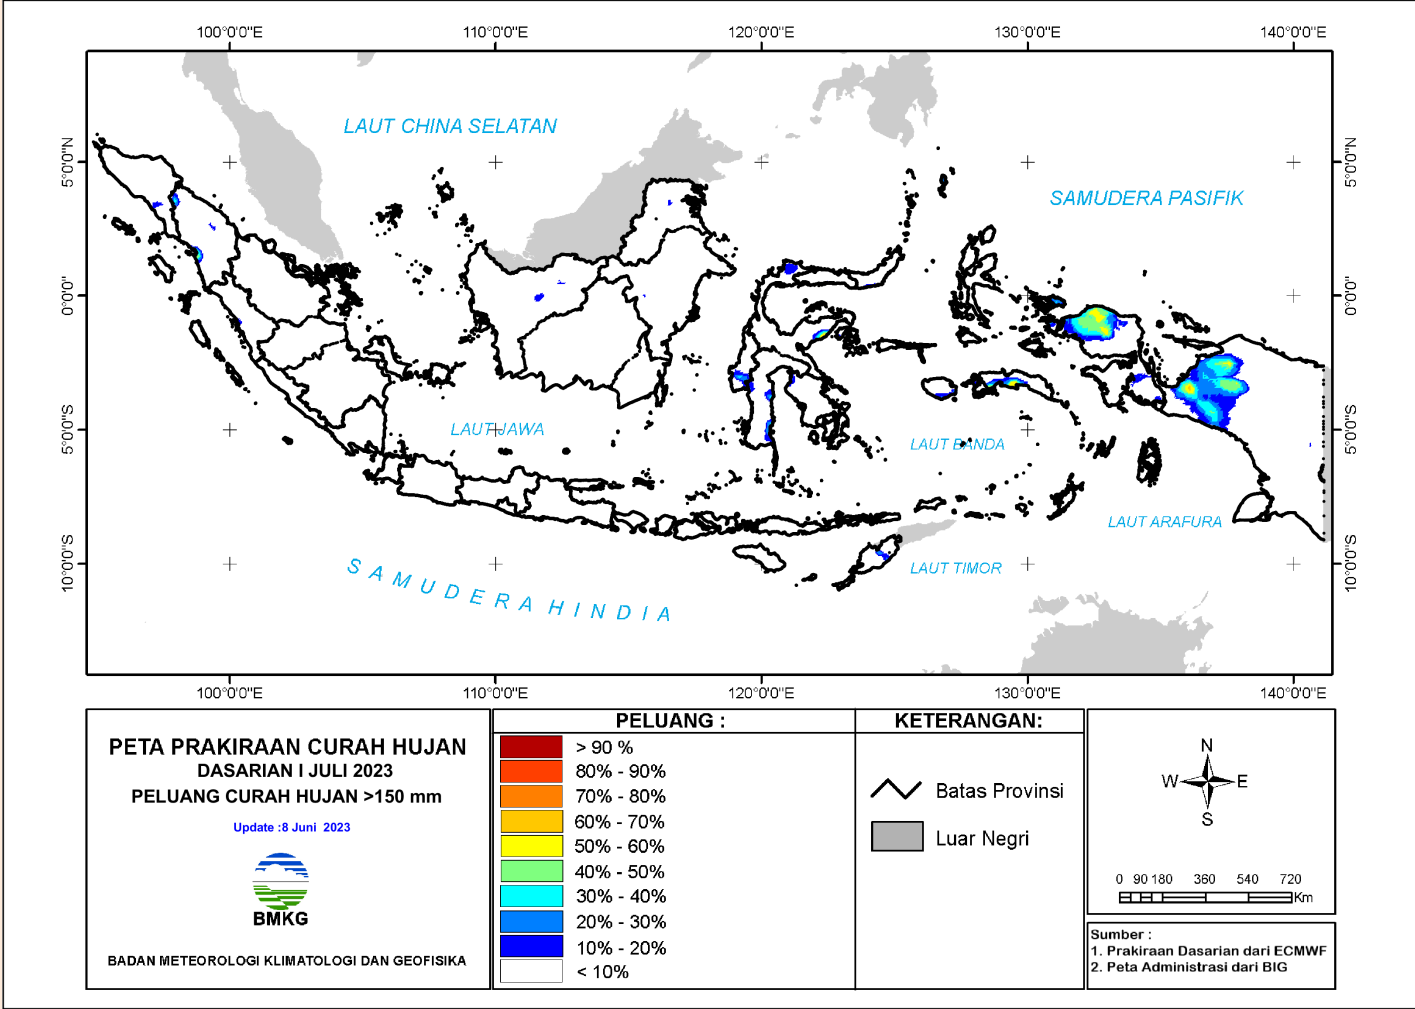 100°0'0"E 110°0'0"E 120°0'0"E 130°0'0"E 140°0'0"E
5°0'0"N 5°0'0"N
0°0'0" 0°0'0"
5°0'0"S 5°0'0"S
10°0'0"S 10°0'0"S
LAUT CHINA SELATAN
SAMUDERA PASIFIK
LAUT JAWA
LAUT BANDA
LAUT ARAFURA
LAUT TIMOR
SAMUDERA HINDIA
100°0'0"E 110°0'0"E 120°0'0"E 130°0'0"E 140°0'0"E
PETA PRAKIRAAN CURAH HUJAN
DASARIAN I JULI 2023
PELUANG CURAH HUJAN >150 mm
Update :8 Juni 2023
BMKG
BADAN METEOROLOGI KLIMATOLOGI DAN GEOFISIKA
PELUANG :
> 90 %
80% - 90%
70% - 80%
60% - 70%
50% - 60%
40% - 50%
30% - 40%
20% - 30%
10% - 20%
< 10%
KETERANGAN:
Batas Provinsi
Luar Negri
N
W E
S
0 90 180 360 540 720
Km
Sumber :
1. Prakiraan Dasarian dari ECMWF
2. Peta Administrasi dari BIG